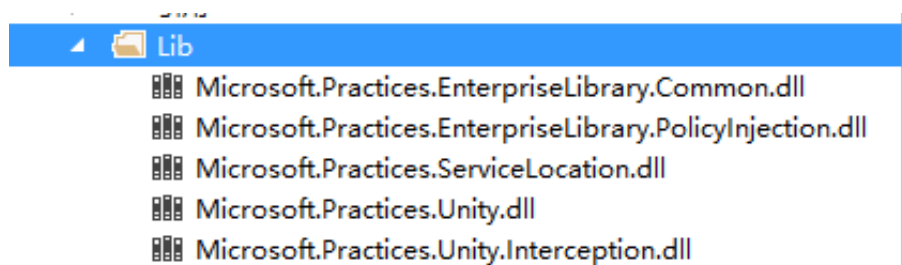 Lib
Microsoft.Practices.EnterpriseLibrary.Common.dll
Microsoft.Practices.EnterpriseLibrary.PolicyInjection.dll
Microsoft.Practices.ServiceLocation.dll
Microsoft.Practices.Unity.dll
Microsoft.Practices.Unity.Interception.dll